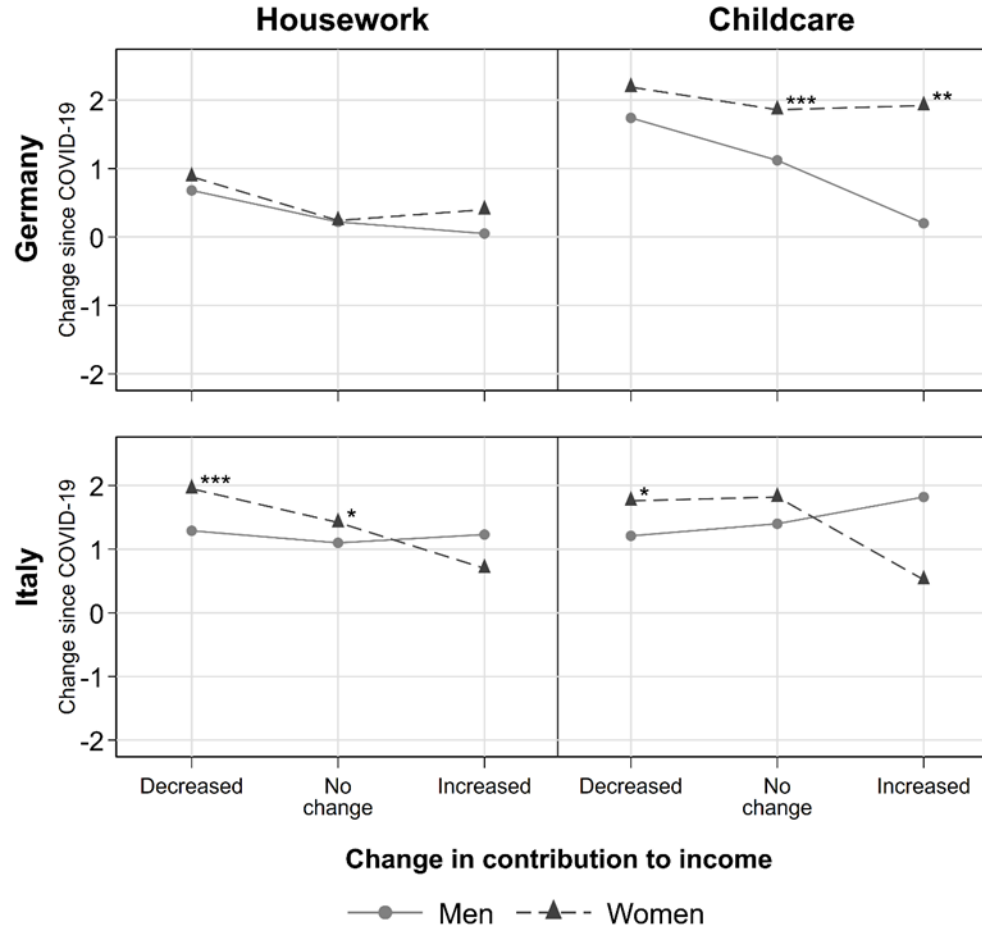 Housework
Childcare
Germany
Change since COVID-19
2
1
0
-1
-2
***
**
Italy
Change since COVID-19
2
1
0
-1
-2
***
*
*
Decreased
No
change
Increased
Decreased
No
change
Increased
Change in contribution to income
Men
Women